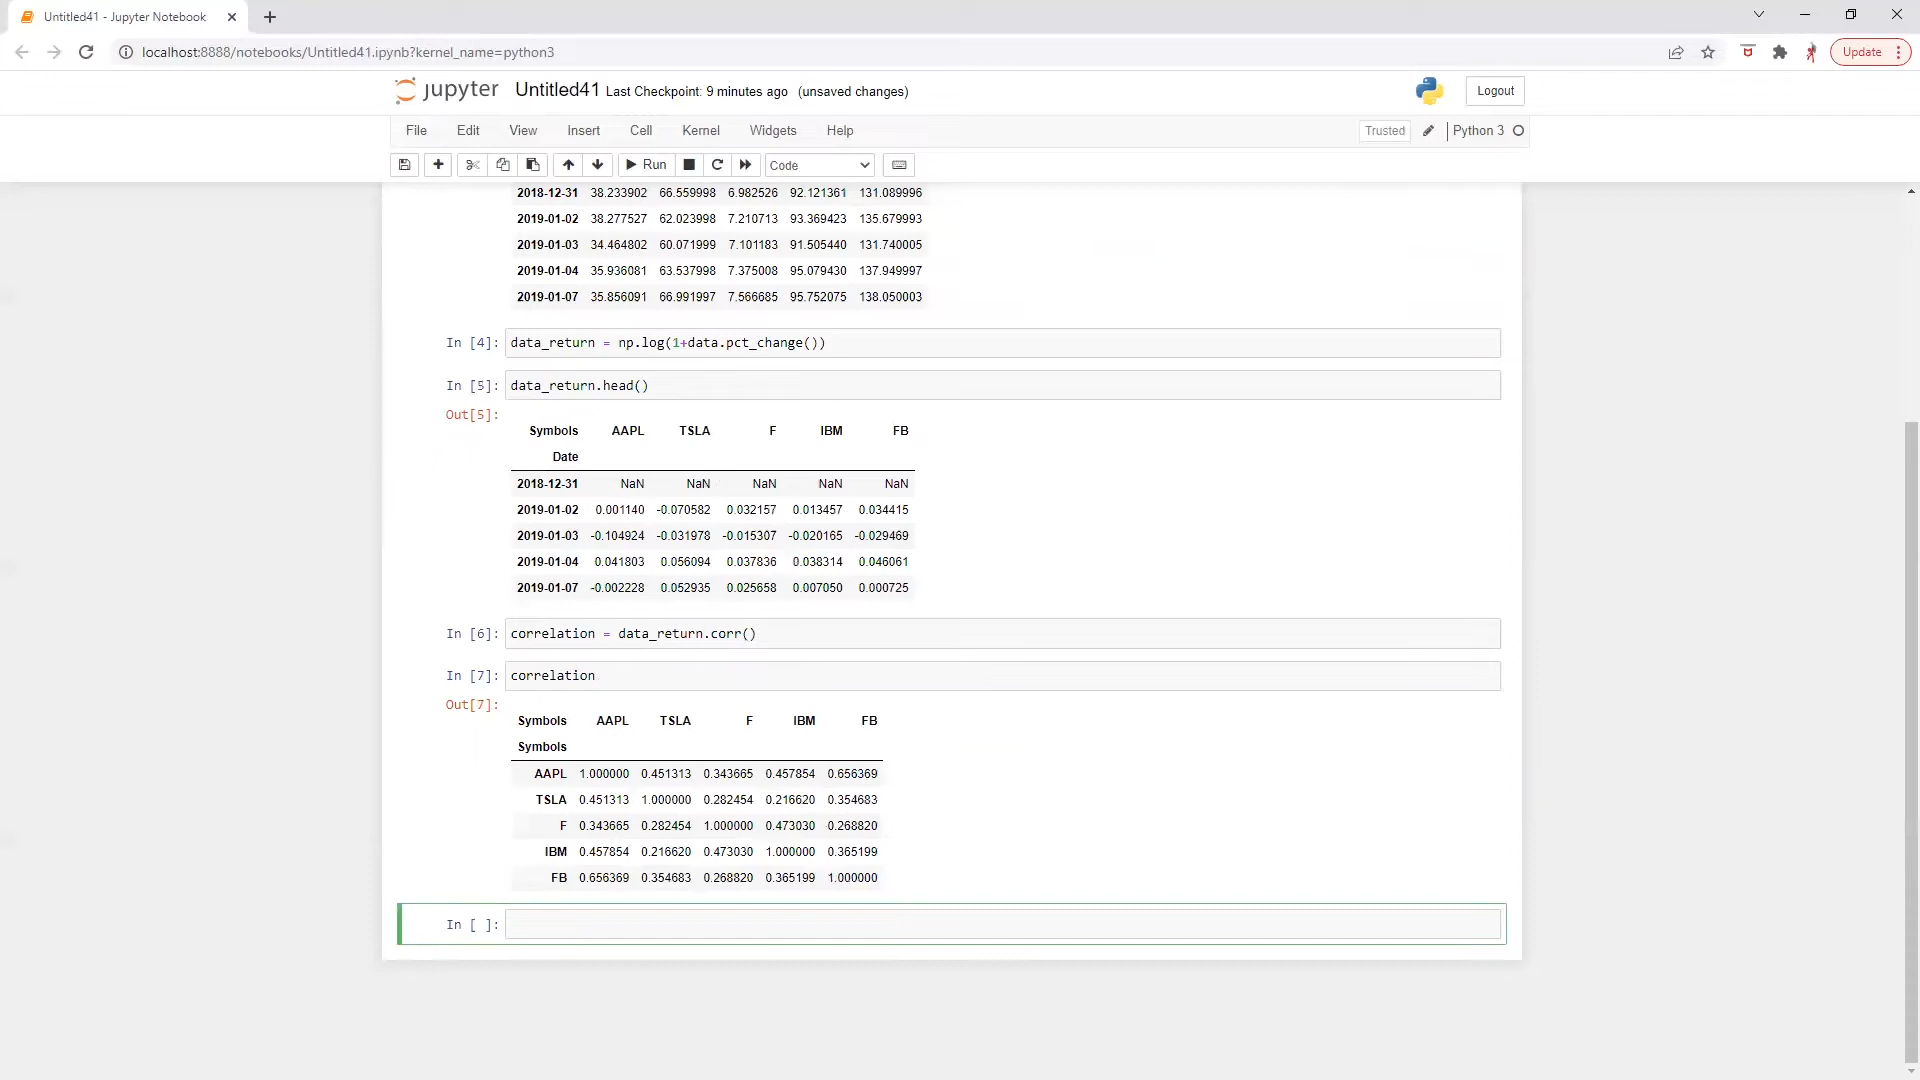 Untitled41 - Jupyter Notebook
localhost:8888/notebooks/Untitled41.ipynb?kernel_name=python3
Update
jupyter Untitled41 Last Checkpoint: 9 minutes ago (unsaved changes)
Logout
File Edit View Insert Cell Kernel Widgets Help
Trusted Python 3
Run Code
2018-12-31 38.233902 66.559998 6.982526 92.121361 131.089996
2019-01-02 38.277527 62.023998 7.210713 93.369423 135.679993
2019-01-03 34.464802 60.071999 7.101183 91.505440 131.740005
2019-01-04 35.936081 63.537998 7.375008 95.079430 137.949997
2019-01-07 35.856091 66.991997 7.566685 95.752075 138.050003
In [4]: data_return = np.log(1+data.pct_change())
In [5]: data_return.head()
Out[5]:
Symbols AAPL TSLA F IBM FB
Date
2018-12-31 NaN NaN NaN NaN NaN
2019-01-02 0.001140 -0.070582 0.032157 0.013457 0.034415
2019-01-03 -0.104924 -0.031978 -0.015307 -0.020165 -0.029469
2019-01-04 0.041803 0.056094 0.037836 0.038314 0.046061
2019-01-07 -0.002228 0.052935 0.025658 0.007050 0.000725
In [6]: correlation = data_return.corr()
In [7]: correlation
Out[7]:
Symbols AAPL TSLA F IBM FB
Symbols
AAPL 1.000000 0.451313 0.343665 0.457854 0.656369
TSLA 0.451313 1.000000 0.282454 0.216620 0.354683
F 0.343665 0.282454 1.000000 0.473030 0.268820
IBM 0.457854 0.216620 0.473030 1.000000 0.365199
FB 0.656369 0.354683 0.268820 0.365199 1.000000
In [ ]: